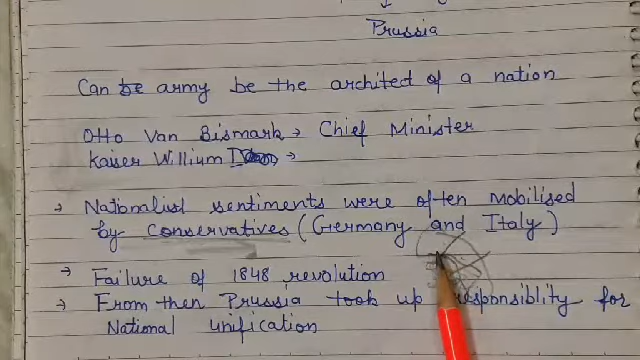 Prussia
Can be army be the architect of a nation
Otto Van Bismark → Chief Minister
Kaiser Willium I →
→ Nationalist sentiments were often mobilised
by conservatives (Germany and Italy)
→ Failure of 1848 revolution
→ From then Prussia took up responsiblity for
National unification